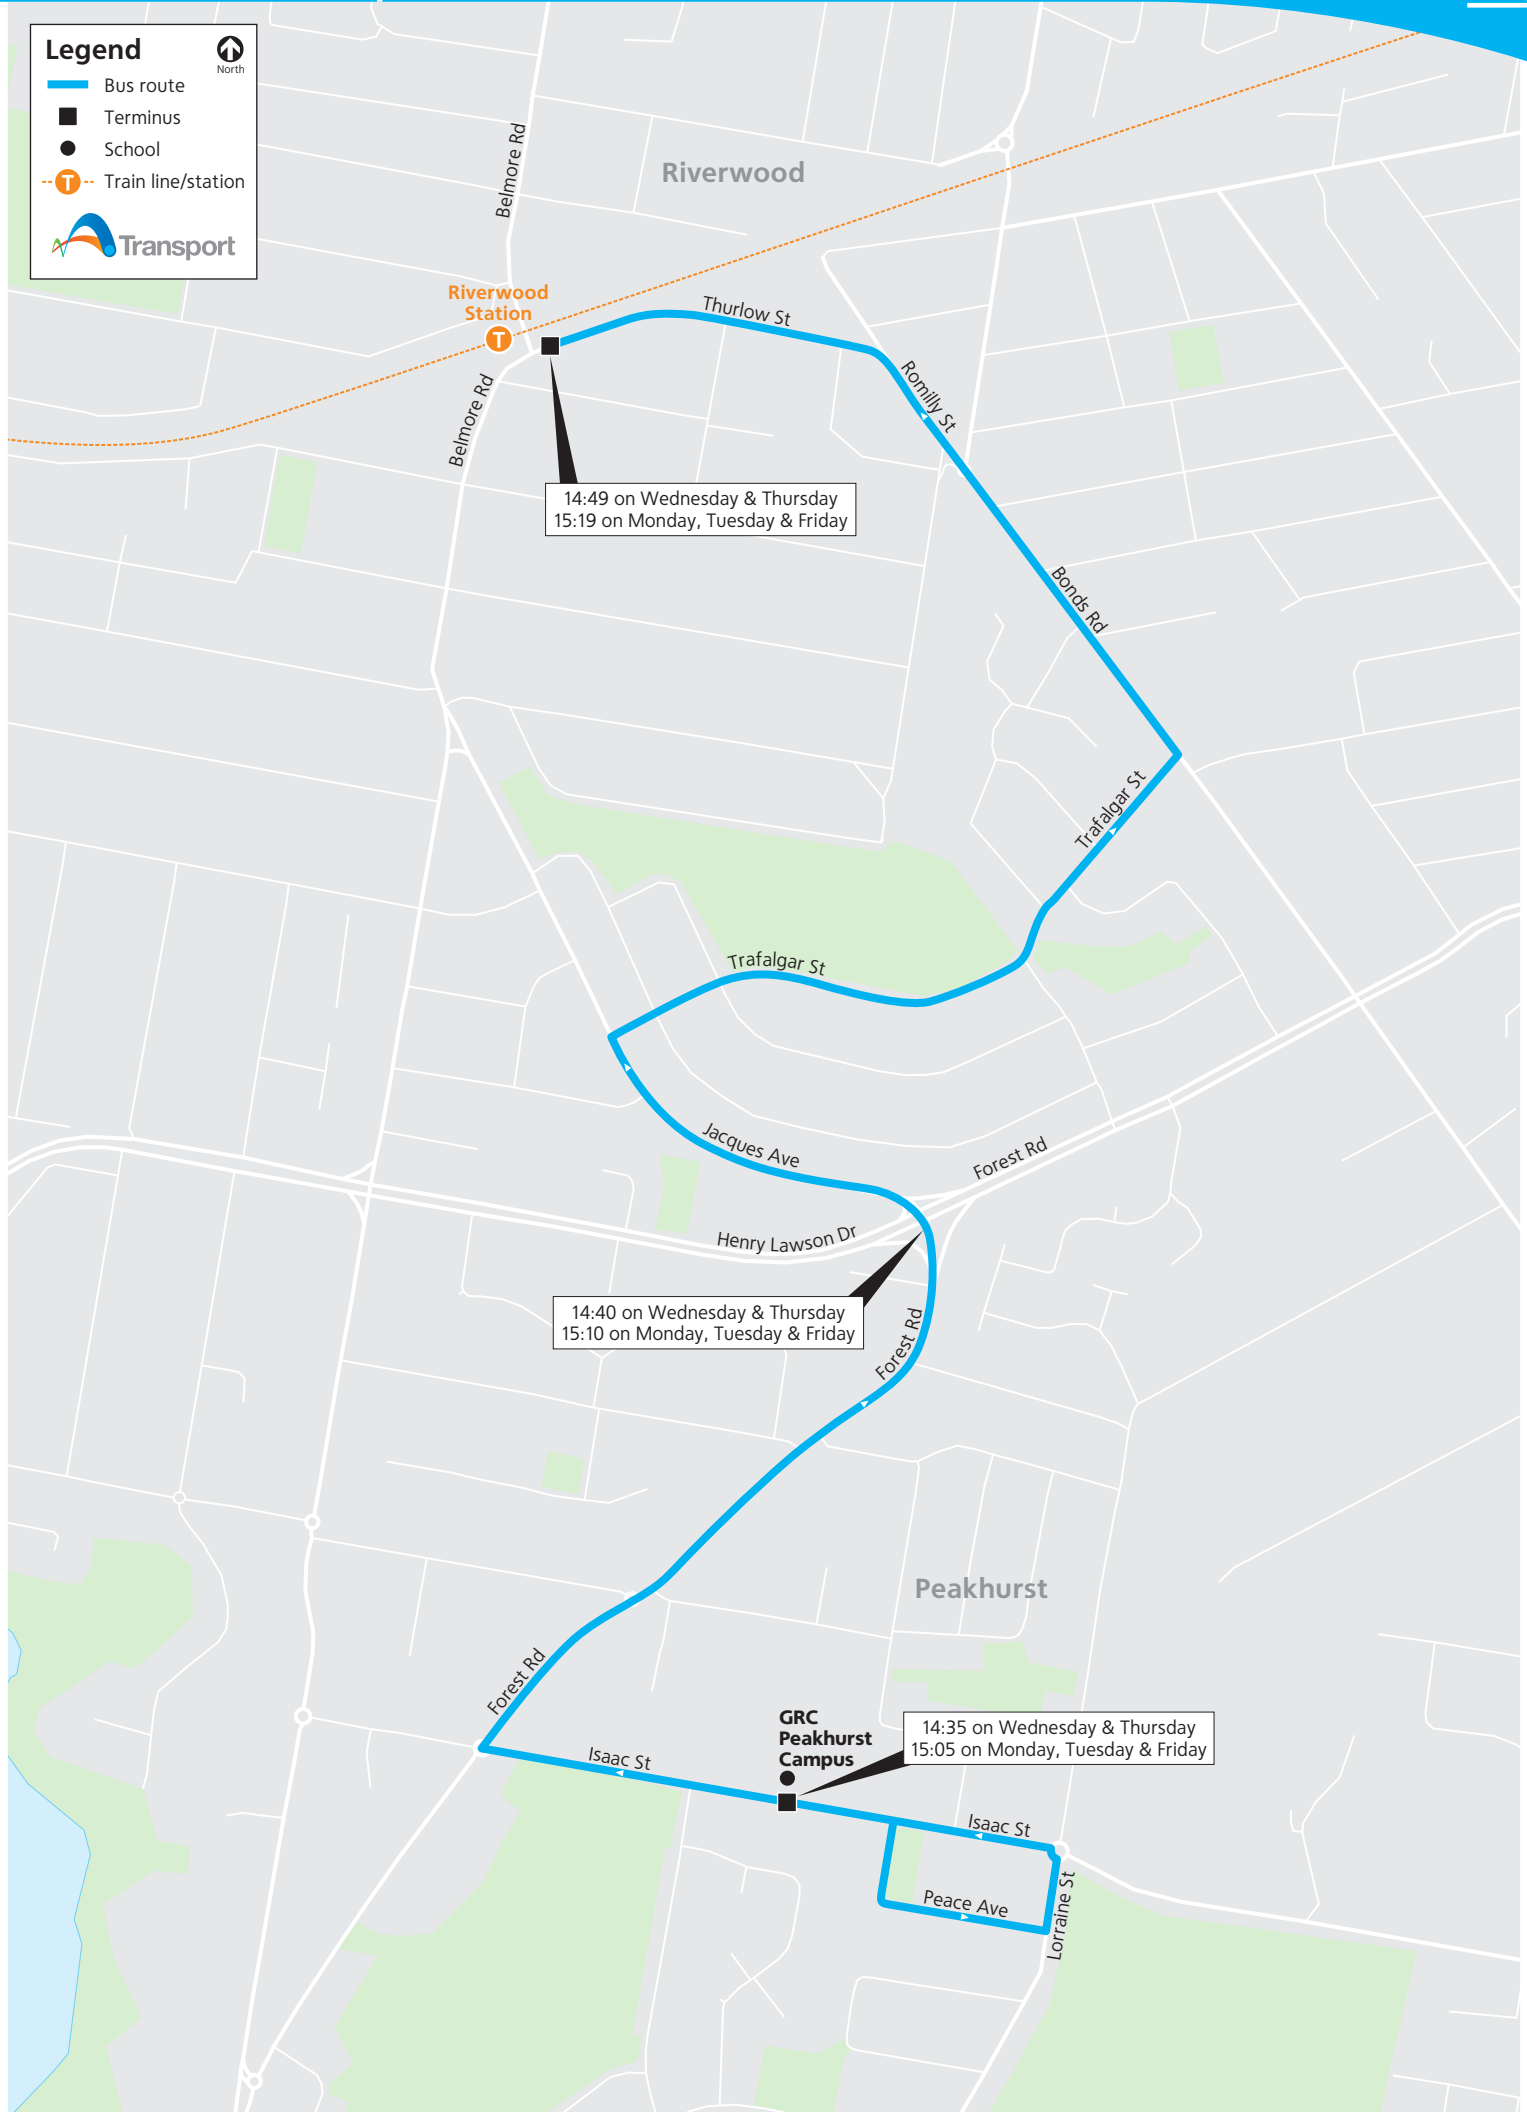 Legend
North
Bus route
Terminus
School
T
Train line/station
Transport
Belmore Rd
Riverwood
Riverwood
Station
T
Thurlow St
Romilly St
Belmore Rd
14:49 on Wednesday & Thursday
15:19 on Monday, Tuesday & Friday
Bonds Rd
Trafalgar St
Trafalgar St
Jacques Ave
Forest Rd
Henry Lawson Dr
14:40 on Wednesday & Thursday
15:10 on Monday, Tuesday & Friday
Forest Rd
Peakhurst
Forest Rd
GRC
Peakhurst
Campus
14:35 on Wednesday & Thursday
15:05 on Monday, Tuesday & Friday
Isaac St
Isaac St
Peace Ave
Lorraine St